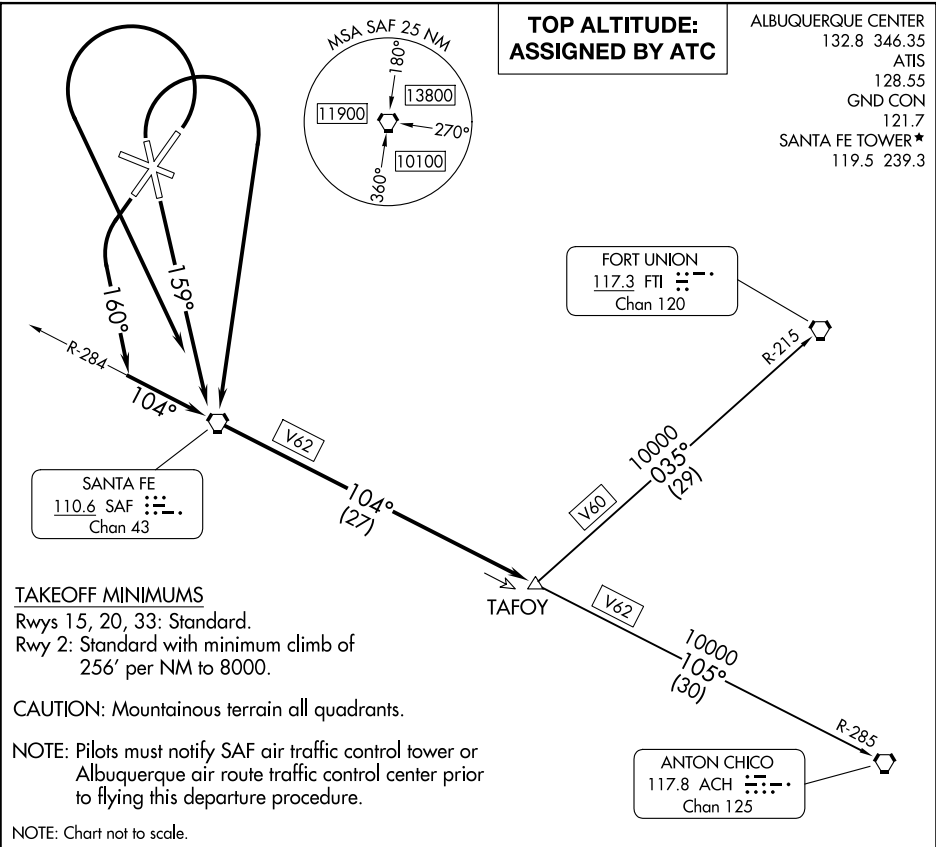 TOP ALTITUDE:
ASSIGNED BY ATC
ALBUQUERQUE CENTER
132.8 346.35
ATIS
128.55
GND CON
121.7
SANTA FE TOWER★
119.5 239.3
MSA SAF 25 NM
180°
13800
11900
270°
10100
360°
159°
160°
R-284
104°
FORT UNION
117.3 FTI
Chan 120
R-215
SANTA FE
110.6 SAF
Chan 43
V62
104°
(27)
10000
035°
(29)
V60
TAFOY
V62
10000
105°
(30)
R-285
ANTON CHICO
117.8 ACH
Chan 125
TAKEOFF MINIMUMS
Rwys 15, 20, 33: Standard.
Rwy 2: Standard with minimum climb of
256' per NM to 8000.
CAUTION: Mountainous terrain all quadrants.
NOTE: Pilots must notify SAF air traffic control tower or
Albuquerque air route traffic control center prior
to flying this departure procedure.
NOTE: Chart not to scale.